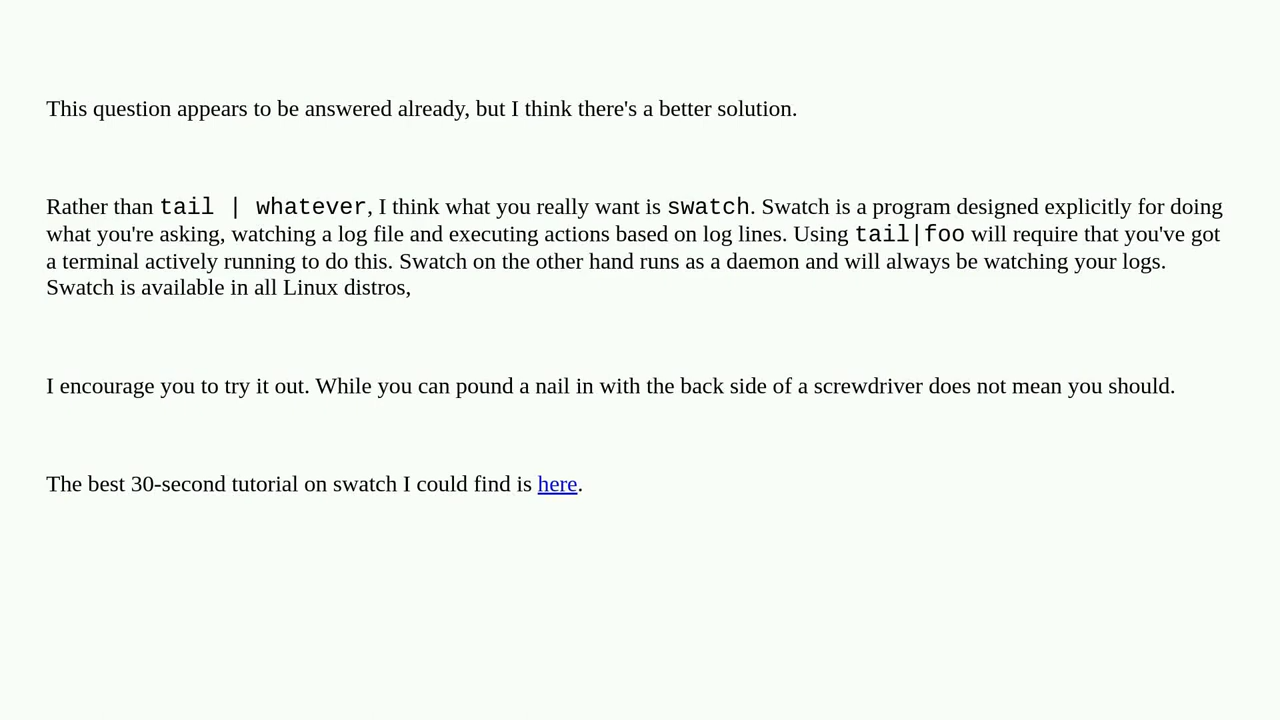 This question appears to be answered already, but I think there's a better solution.
Rather than tail | whatever, I think what you really want is swatch. Swatch is a program designed explicitly for doing
what you're asking, watching a log file and executing actions based on log lines. Using tail|foo will require that you've got
a terminal actively running to do this. Swatch on the other hand runs as a daemon and will always be watching your logs.
Swatch is available in all Linux distros,
I encourage you to try it out. While you can pound a nail in with the back side of a screwdriver does not mean you should.
The best 30-second tutorial on swatch I could find is here.